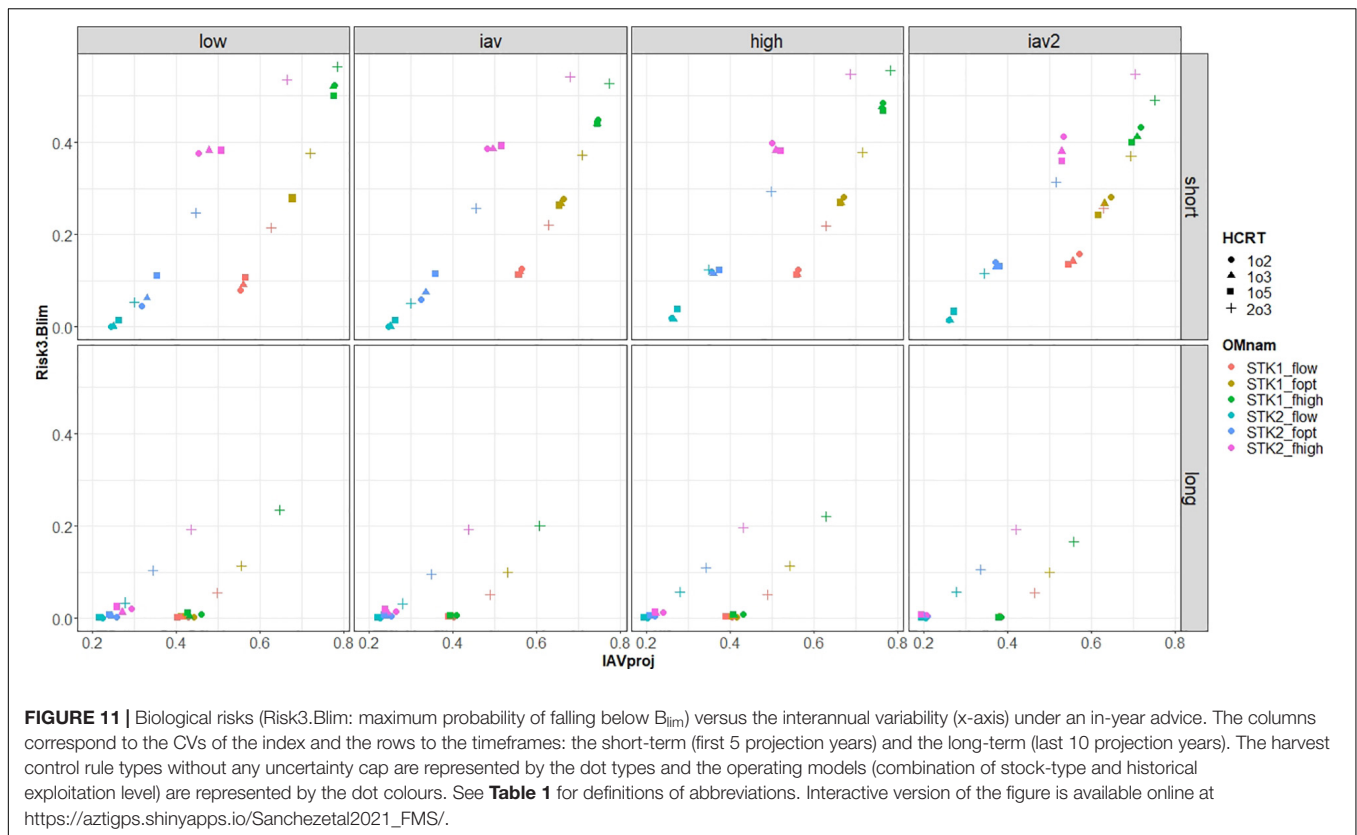 low
iav
high
iav2
Risk3.Blim
0.4
0.2
0.0
short
0.4
0.2
0.0
long
0.2 0.4 0.6 0.8
0.2 0.4 0.6 0.8
0.2 0.4 0.6 0.8
0.2 0.4 0.6 0.8
IAVproj
HCRT
1o2
1o3
1o5
2o3
OMnam
STK1_flow
STK1_fopt
STK1_fhigh
STK2_flow
STK2_fopt
STK2_fhigh
FIGURE 11 | Biological risks (Risk3.Blim: maximum probability of falling below Blim) versus the interannual variability (x-axis) under an in-year advice. The columns
correspond to the CVs of the index and the rows to the timeframes: the short-term (first 5 projection years) and the long-term (last 10 projection years). The harvest
control rule types without any uncertainty cap are represented by the dot types and the operating models (combination of stock-type and historical
exploitation level) are represented by the dot colours. See Table 1 for definitions of abbreviations. Interactive version of the figure is available online at
https://aztigps.shinyapps.io/Sanchezetal2021_FMS/.